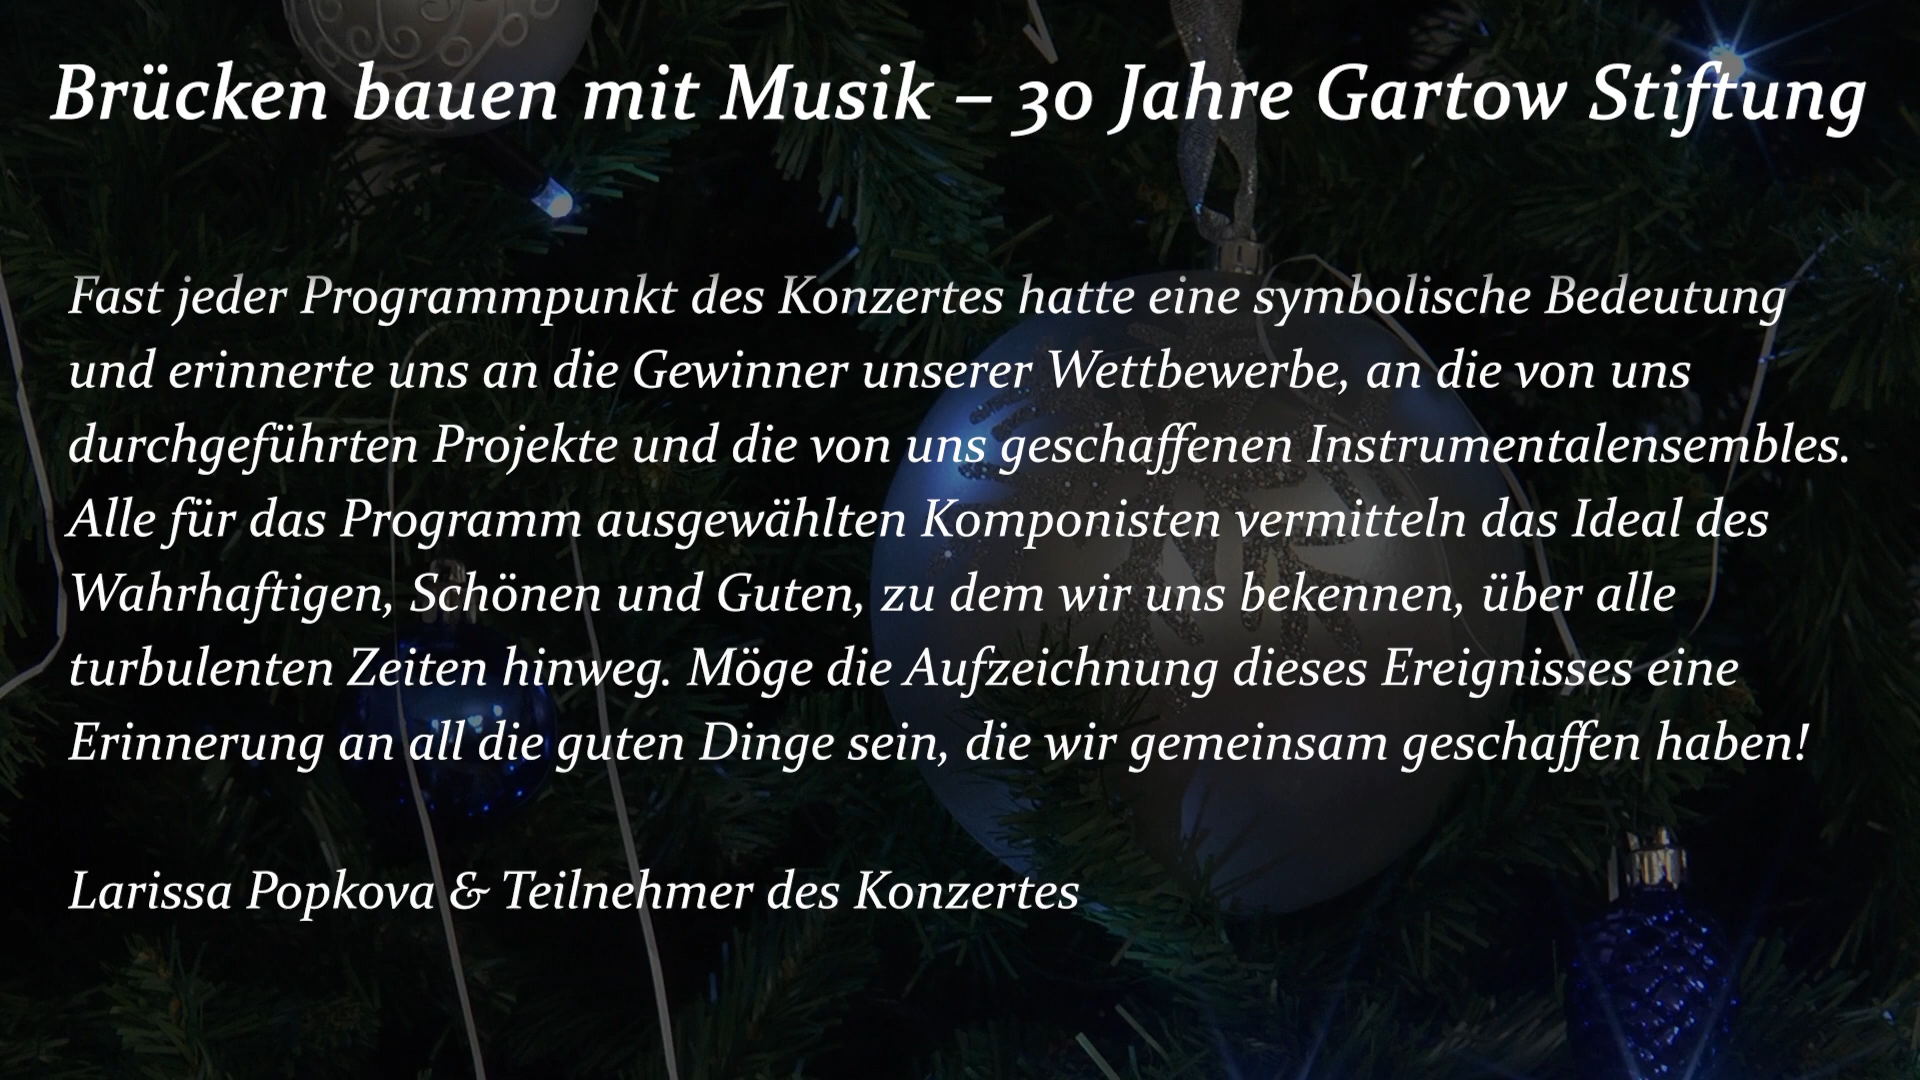 Brücken bauen mit Musik – 30 Jahre Gartow Stiftung
Fast jeder Programmpunkt des Konzertes hatte eine symbolische Bedeutung
und erinnerte uns an die Gewinner unserer Wettbewerbe, an die von uns
durchgeführten Projekte und die von uns geschaffenen Instrumentalensembles.
Alle für das Programm ausgewählten Komponisten vermitteln das Ideal des
Wahrhaftigen, Schönen und Guten, zu dem wir uns bekennen, über alle
turbulenten Zeiten hinweg. Möge die Aufzeichnung dieses Ereignisses eine
Erinnerung an all die guten Dinge sein, die wir gemeinsam geschaffen haben!
Larissa Popkova & Teilnehmer des Konzertes